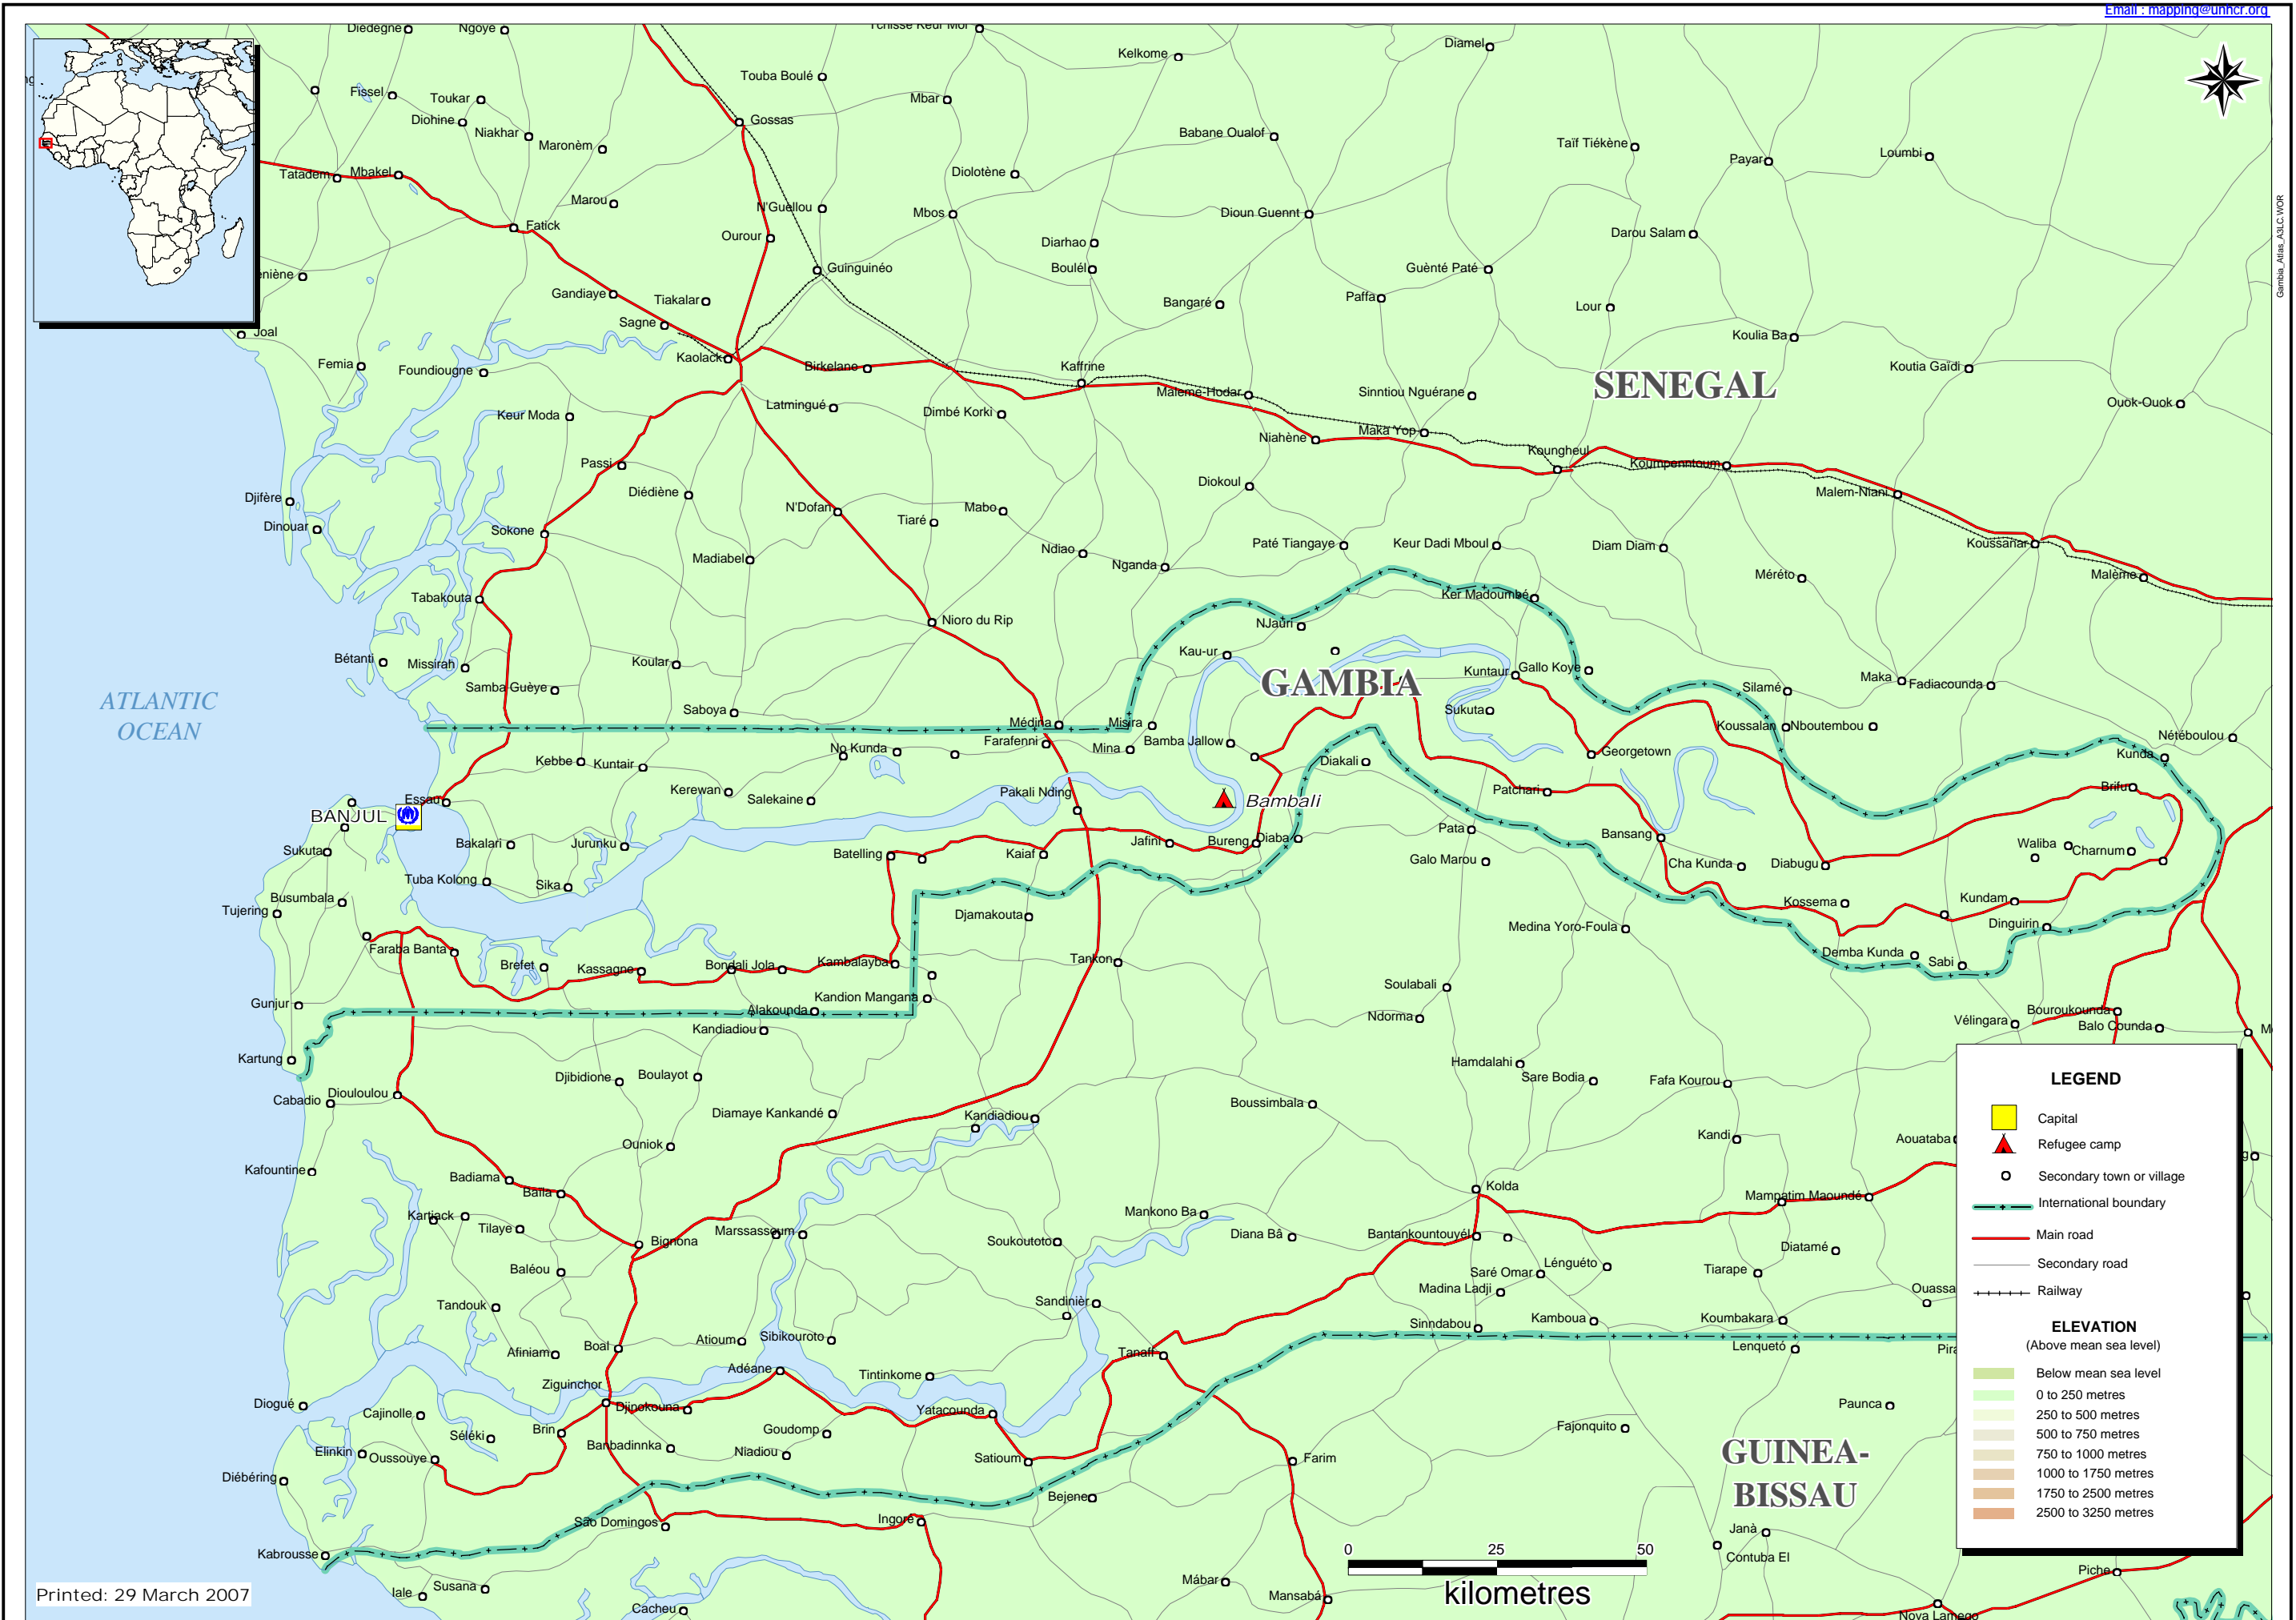 Email : mapping@unhcr.org
Gambia_Atlas_A3LC.WOR
Diedegne
Ngoye
Tchisse Keur Mor
Kelkome
Diamel
Touba Boulé
Fissel
Toukar
Mbar
Diohine
Niakhar
Gossas
Babane Oualof
Maronèm
Taïf Tiékène
Payar
Loumbi
Tatadem
Mbakel
Diolotène
Marou
N'Guellou
Mbos
Dioun Guennt
Fatick
Ourour
Diarhao
Darou Salam
Guinguinéo
Boulél
Guènté Paté
Gandiaye
Tiakalar
Bangaré
Paffa
Lour
Sagne
Joal
Koulia Ba
Femia
Foundiougne
Kaolack
Birkelane
Kaffrine
Koutia Gaïdi
SENEGAL
Maleme-Hodar
Sinntiou Nguérane
Ouok-Ouok
Keur Moda
Latmingué
Dimbé Korki
Niahène
Maka Yop
Koungheul
Koumpenntoum
Passi
Diédiène
Diokoul
Malem-Niani
Djifère
N'Dofan
Tiaré
Mabo
Dinouar
Sokone
Madiabel
Ndiao
Nganda
Paté Tiangaye
Keur Dadi Mboul
Diam Diam
Koussanar
Méréto
Malème
Tabakouta
Ker Madoumbé
Nioro du Rip
NJauri
Bétanti
Missirah
Koular
Kau-ur
Kuntaur
Gallo Koye
GAMBIA
Samba Guèye
Silamé
Maka
Fadiacounda
ATLANTIC
OCEAN
Saboya
Médina
Misira
Sukuta
Koussalan
Nboutembou
Nétéboulou
Farafenni
Mina
Bamba Jallow
No Kunda
Georgetown
Kunda
Kebbe
Kuntair
Diakali
Kerewan
Salekaine
Pakali Nding
Bambali
Patchari
Brifu
Essau
BANJUL
Bakalari
Jurunku
Batelling
Kaiaf
Jafini
Bureng
Diaba
Pata
Bansang
Waliba
Charnum
Sukuta
Galo Marou
Cha Kunda
Diabugu
Tuba Kolong
Sika
Busumbala
Tujering
Djamakouta
Kossema
Kundam
Medina Yoro-Foula
Dinguirin
Faraba Banta
Brefet
Kassagne
Bondali Jola
Kambalayba
Tankon
Demba Kunda
Sabi
Gunjur
Alakounda
Kandion Mangana
Soulabali
Kandiadiou
Ndorma
Vélingara
Bouroukounda
Balo Counda
Kartung
Djibidione
Boulayot
Hamdalahi
Sare Bodia
Fafa Kourou
Cabadio
Diouloulou
Diamaye Kankandé
Kandiadiou
Boussimbala
Ouniok
Kandi
Aouataba
Kafountine
Badiama
Baila
Kolda
Mampatim Maoundé
Kartiack
Tilaye
Bignona
Marssassoum
Soukoutoto
Mankono Ba
Diana Bâ
Bantankountouyél
Diatamé
Baléou
Saré Omar
Lénguéto
Tiarape
Madina Ladji
Ouassa
Tandouk
Sandinièr
Sinndabou
Kamboua
Koumbakara
Afiniam
Boal
Atioum
Sibikouroto
Tanaff
Lenquetó
Pira
Adéane
Tintinkome
Ziguinchor
Diogué
Cajinolle
Djinokouna
Yatacounda
Paunca
Séléki
Brin
Goudomp
Fajonquito
Elinkin
Oussouye
Banbadinnka
Niadiou
Satioum
Farim
GUINEA-
BISSAU
Diébéring
Bejene
São Domingos
Ingoré
Janà
Contuba El
Kabrousse
Iale
Susana
Mábar
Mansabá
Piche
Cacheu
Nova Lamego
LEGEND
Capital
Refugee camp
Secondary town or village
International boundary
Main road
Secondary road
Railway
ELEVATION
(Above mean sea level)
Below mean sea level
0 to 250 metres
250 to 500 metres
500 to 750 metres
750 to 1000 metres
1000 to 1750 metres
1750 to 2500 metres
2500 to 3250 metres
0 25 50
kilometres
Printed: 29 March 2007